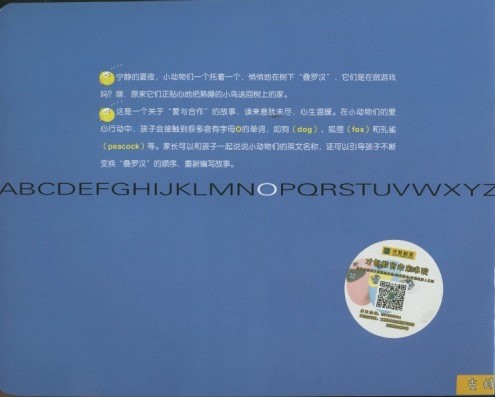 宁静的夏夜，小动物们一个托着一个，悄悄地在树下“叠罗汉”，它们是在做游戏
吗？嗷，原来它们正贴心地把熟睡的小鸟送回树上的家。
这是一个关于“爱与合作”的故事，读来意犹未尽，心生温暖。在小动物们的爱
心行动中，孩子会接触到很多含有字母O的单词，如狗（dog）、狐狸（fox）和孔雀
（peacock）等。家长可以和孩子一起说说小动物们的英文名称，还可以引导孩子不断
变换“叠罗汉”的顺序，重新编写故事。
ABCDEFGHIJKLMNOPQRSTUVWXYZ